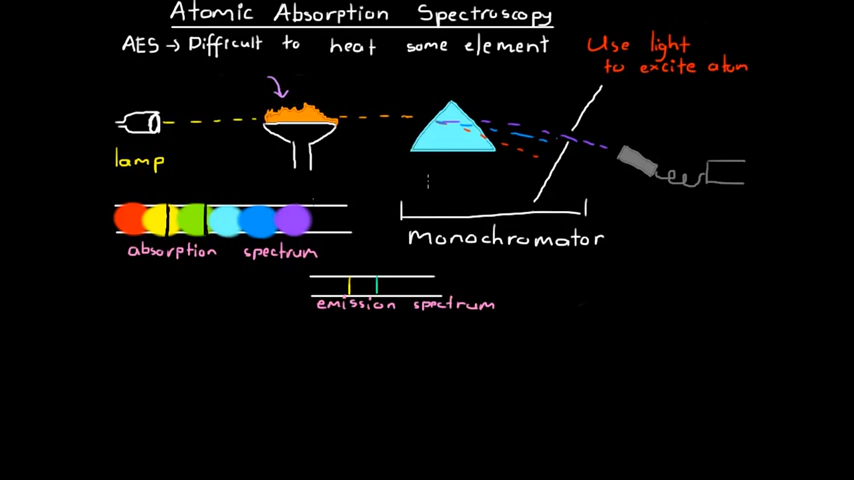 Atomic Absorption Spectroscopy
AES → Difficult to heat some element
Use light
to excite atom
lamp
Monochromator
absorption spectrum
emission spectrum